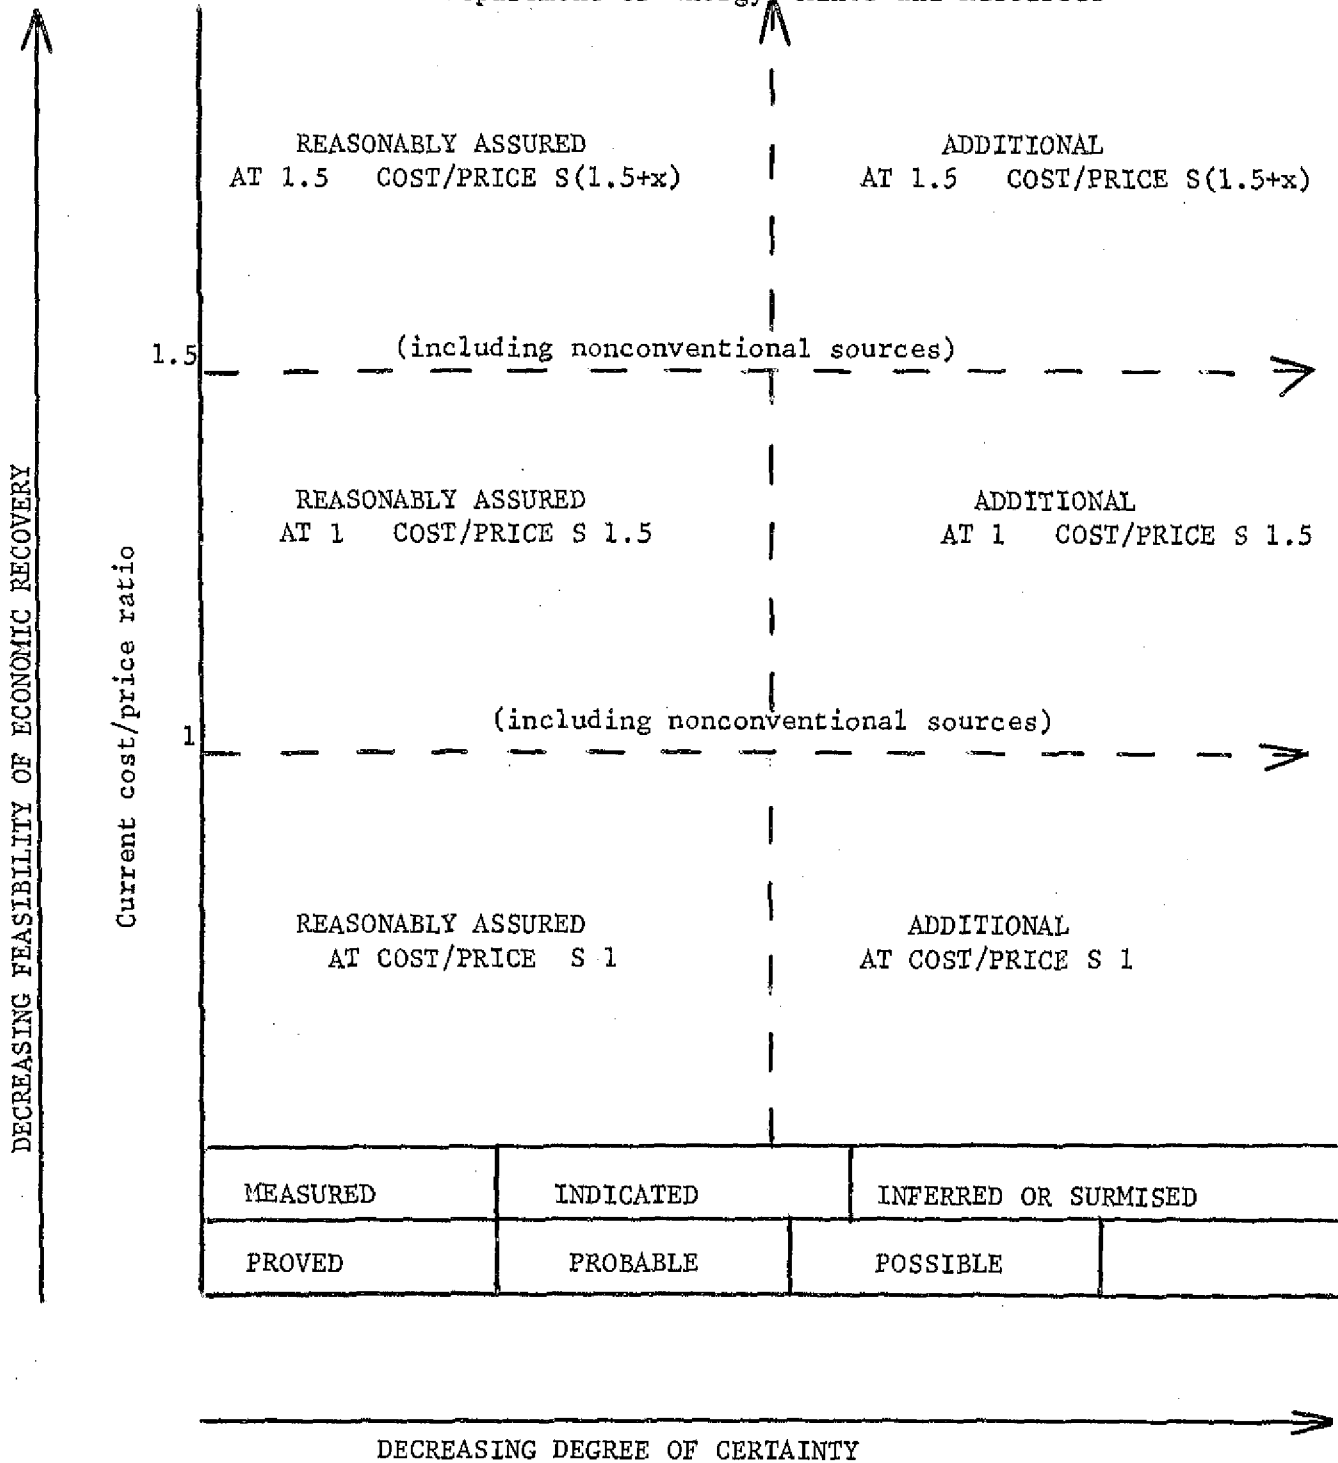 REASONABLY ASSURED
AT 1.5 COST/PRICE S(1.5+x)
ADDITIONAL
AT 1.5 COST/PRICE S(1.5+x)
1.5
(including nonconventional sources)
REASONABLY ASSURED
AT 1 COST/PRICE S 1.5
ADDITIONAL
AT 1 COST/PRICE S 1.5
DECREASING FEASIBILITY OF ECONOMIC RECOVERY
Current cost/price ratio
1
(including nonconventional sources)
REASONABLY ASSURED
AT COST/PRICE S 1
ADDITIONAL
AT COST/PRICE S 1
MEASURED
INDICATED
INFERRED OR SURMISED
PROVED
PROBABLE
POSSIBLE
DECREASING DEGREE OF CERTAINTY